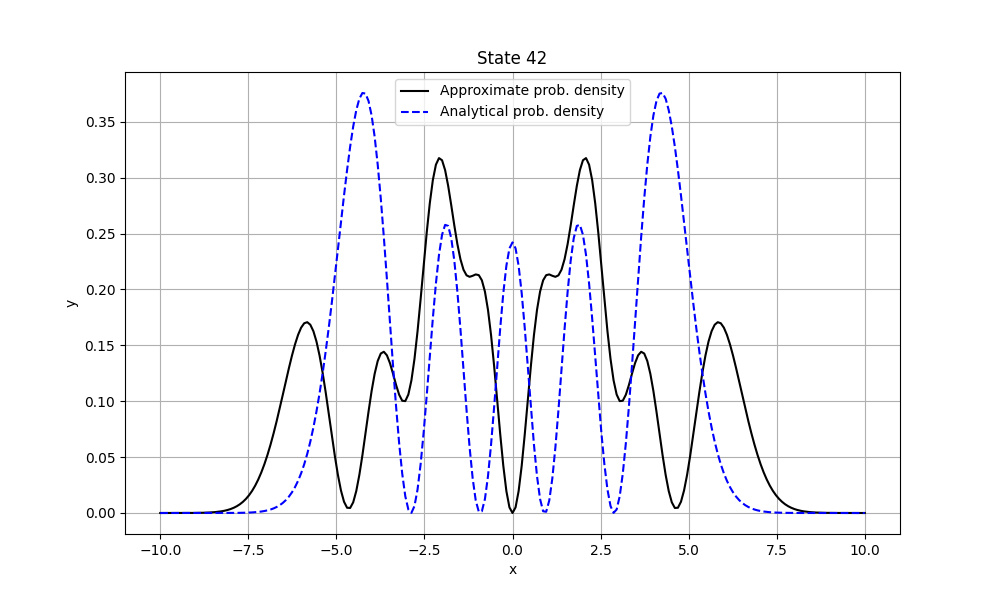 State 42
Approximate prob. density
Analytical prob. density
y
0.35
0.30
0.25
0.20
0.15
0.10
0.05
0.00
−10.0 −7.5 −5.0 −2.5 0.0 2.5 5.0 7.5 10.0
x